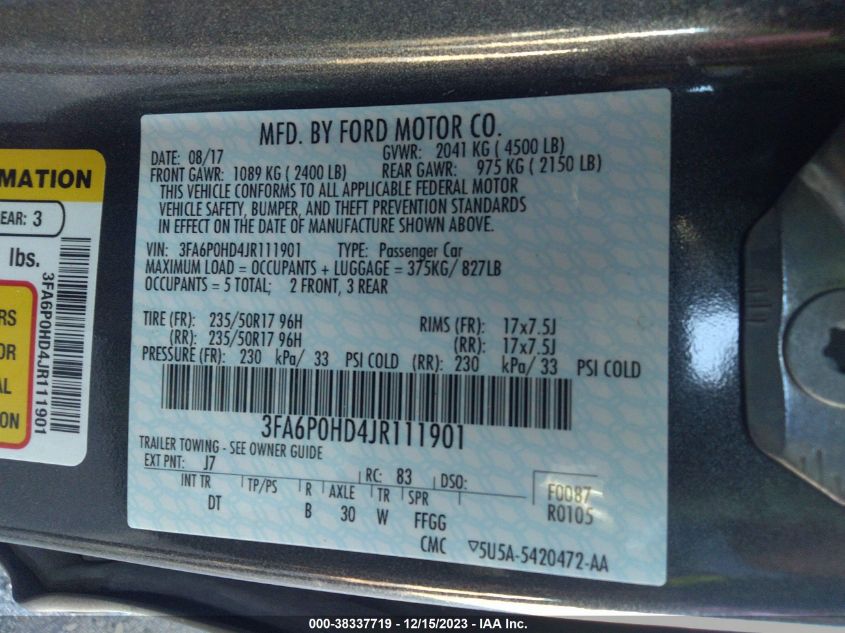 MFD. BY FORD MOTOR CO.
DATE: 08/17 GVWR: 2041 KG ( 4500 LB)
FRONT GAWR: 1089 KG ( 2400 LB) REAR GAWR: 975 KG ( 2150 LB)
THIS VEHICLE CONFORMS TO ALL APPLICABLE FEDERAL MOTOR
VEHICLE SAFETY, BUMPER, AND THEFT PREVENTION STANDARDS
IN EFFECT ON THE DATE OF MANUFACTURE SHOWN ABOVE.
VIN: 3FA6P0HD4JR111901 TYPE: Passenger Car
MAXIMUM LOAD = OCCUPANTS + LUGGAGE = 375KG/ 827LB
OCCUPANTS = 5 TOTAL; 2 FRONT, 3 REAR
TIRE (FR): 235/50R17 96H RIMS (FR): 17x7.5J
(RR): 235/50R17 96H (RR): 17x7.5J
PRESSURE (FR): 230 kPa/ 33 PSI COLD (RR): 230 kPa/ 33 PSI COLD
3FA6P0HD4JR111901
TRAILER TOWING - SEE OWNER GUIDE
EXT PNT: J7 RC: 83 DSO:
INT TR TP/PS R AXLE TR SPR
DT B 30 W FFGG
F0087
R0105
CMC ▽5U5A-5420472-AA
MATION
EAR: 3
lbs.
3FA6P0HD4JR111901
RS
OR
AL
ION
000-38337719 - 12/15/2023 - IAA Inc.